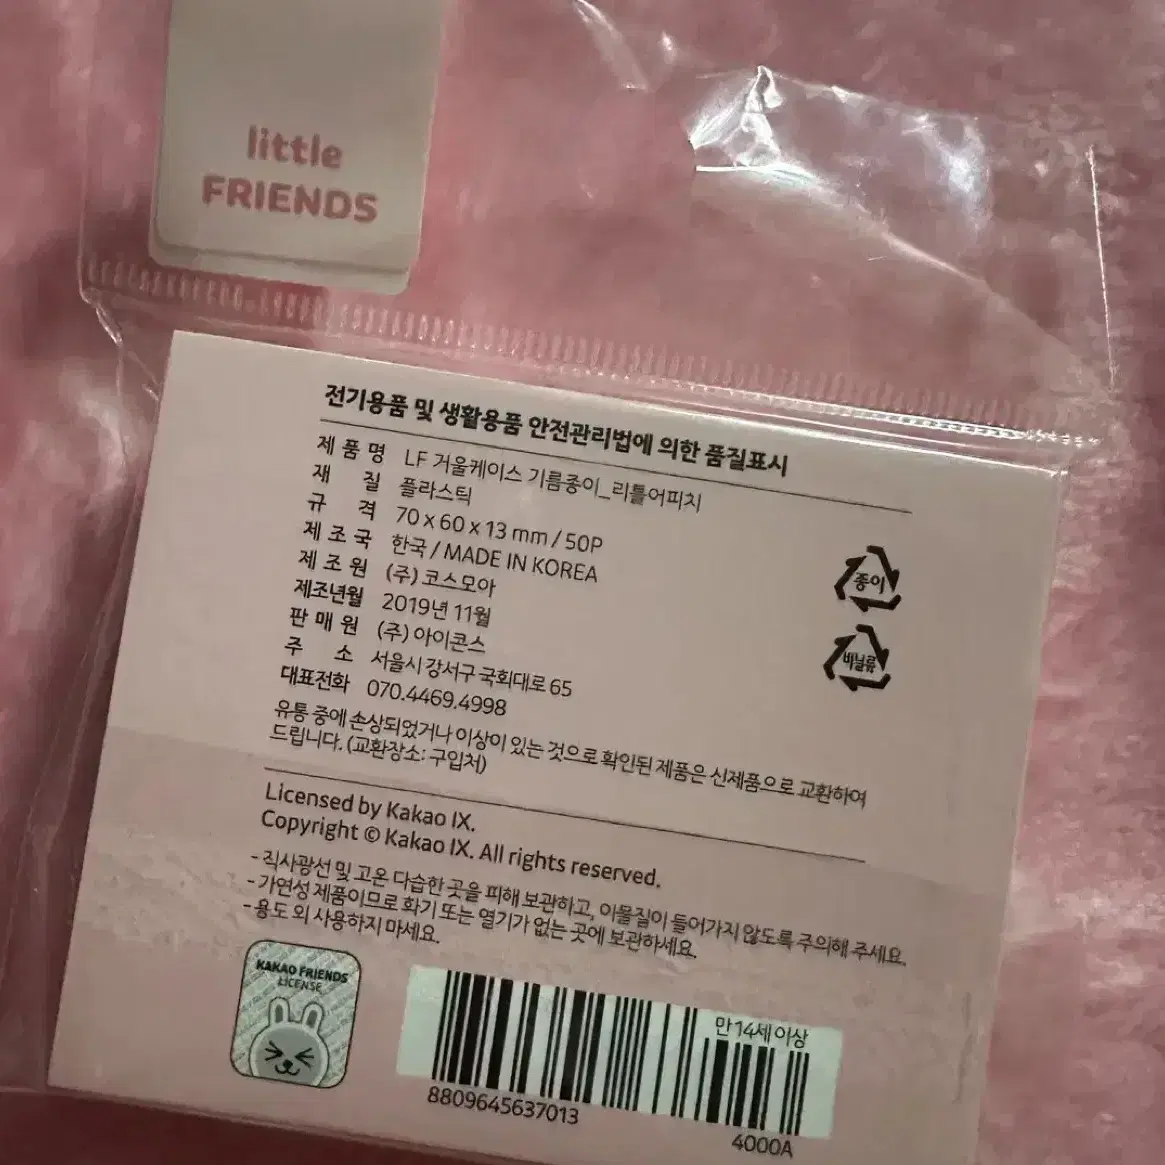 little
FRIENDS
전기용품 및 생활용품 안전관리법에 의한 품질표시
제품명 LF 거울케이스 기름종이_리틀어피치
재질 플라스틱
규격 70 x 60 x 13 mm / 50P
제조국 한국 / MADE IN KOREA
제조원 (주) 코스모아
제조년월 2019년 11월
판매원 (주) 아이콘스
주소 서울시 강서구 국회대로 65
대표전화 070.4469.4998
유통 중에 손상되었거나 이상이 있는 것으로 확인된 제품은 신제품으로 교환하여
드립니다. (교환장소: 구입처)
종이
비닐류
Licensed by Kakao IX.
Copyright © Kakao IX. All rights reserved.
- 직사광선 및 고온 다습한 곳을 피해 보관하고, 이물질이 들어가지 않도록 주의해 주세요.
- 가연성 제품이므로 화기 또는 열기가 없는 곳에 보관하세요.
- 용도 외 사용하지 마세요.
KAKAO FRIENDS
LICENSE
만 14세 이상
8809645637013
4000A